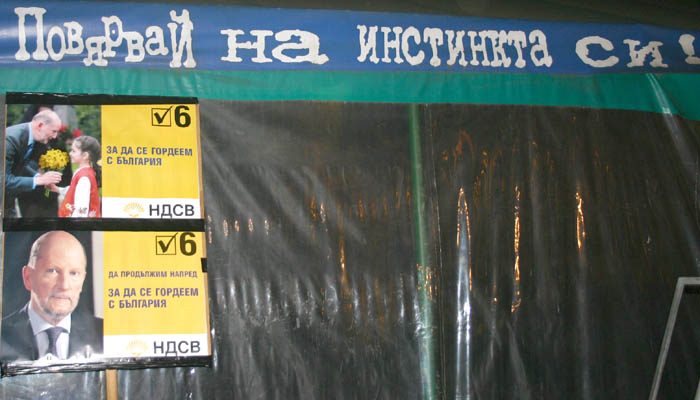 Повярвай на инстинкта си!
6
ЗА ДА СЕ ГОРДЕЕМ
С БЪЛГАРИЯ
НДСВ
6
ДА ПРОДЪЛЖИМ НАПРЕД
ЗА ДА СЕ ГОРДЕЕМ
С БЪЛГАРИЯ
НДСВ